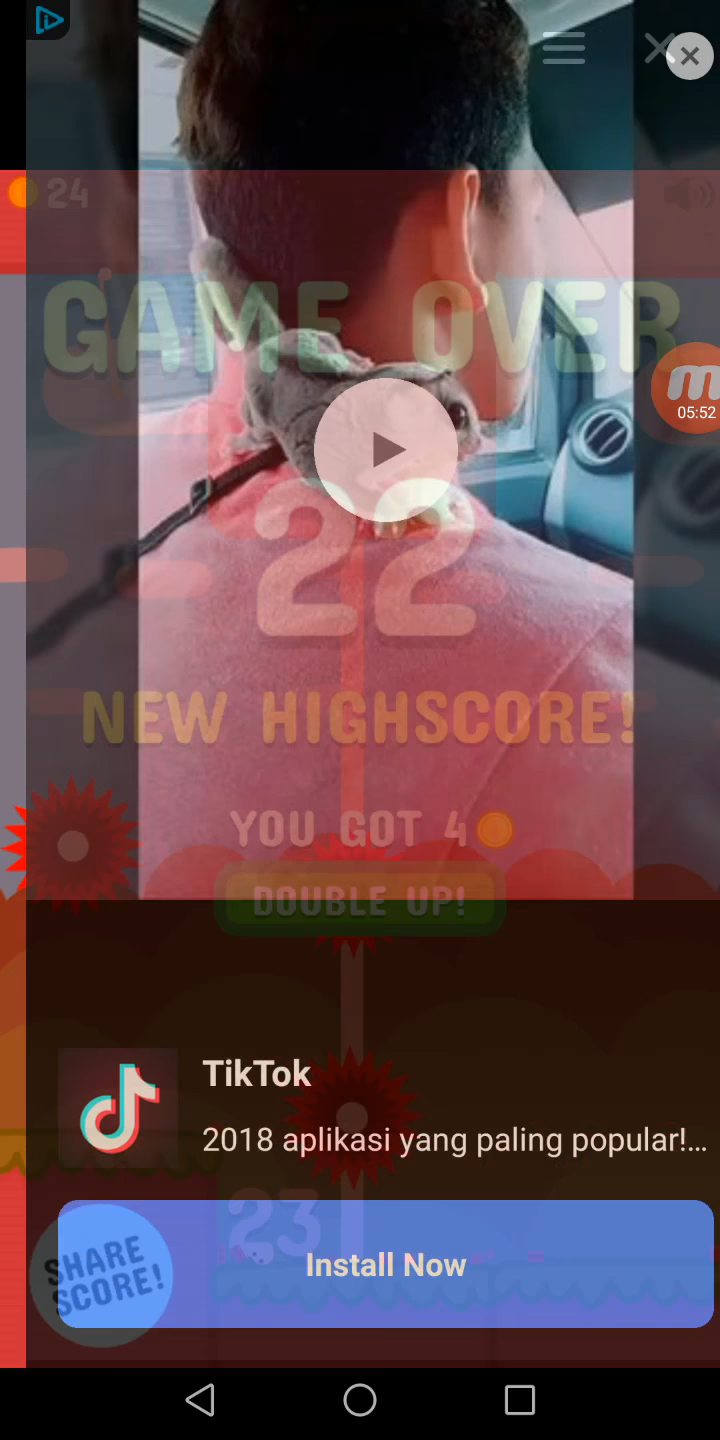 24
GAME OVER
05:52
22
NEW HIGHSCORE!
YOU GOT 4
DOUBLE UP!
TikTok
2018 aplikasi yang paling popular!...
23
SHARE
SCORE!
Install Now